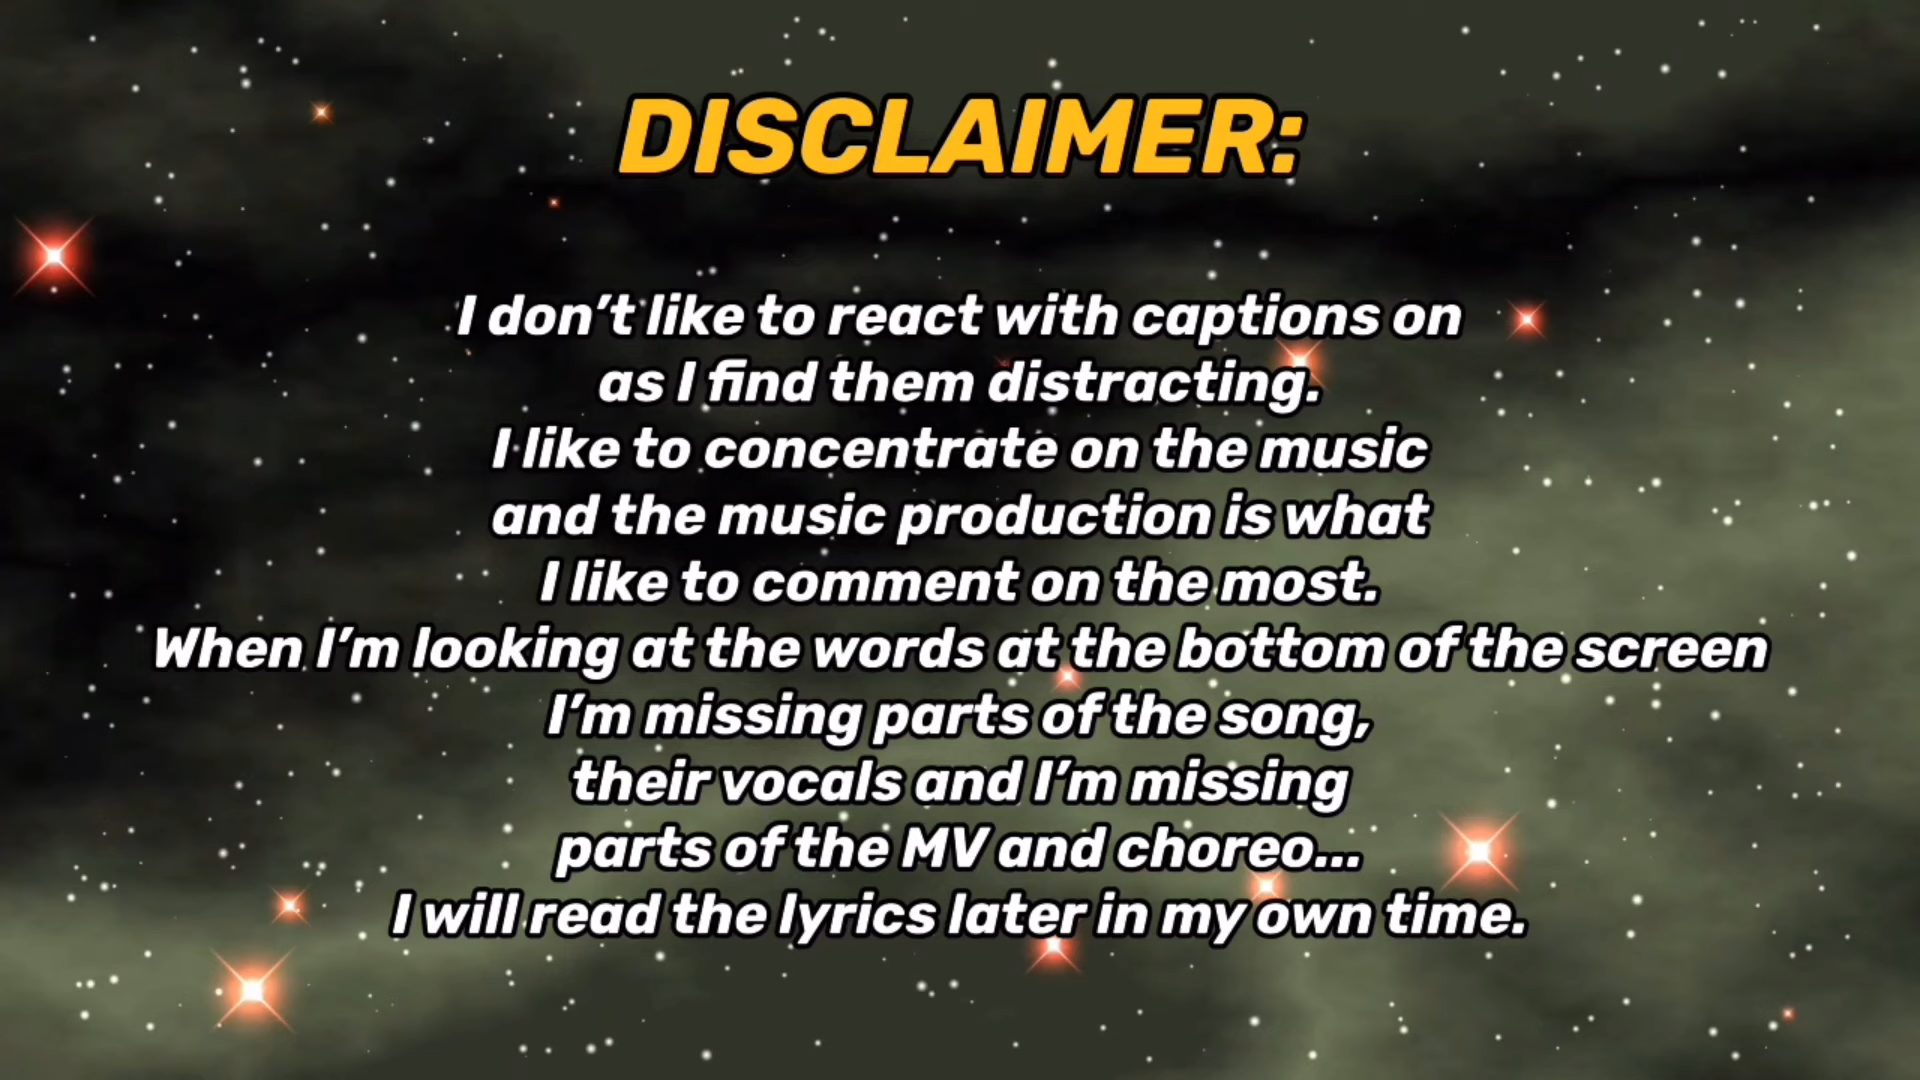 DISCLAIMER:
I don't like to react with captions on
as I find them distracting.
I like to concentrate on the music
and the music production is what
I like to comment on the most.
When I'm looking at the words at the bottom of the screen
I'm missing parts of the song,
their vocals and I'm missing
parts of the MV and choreo...
I will read the lyrics later in my own time.